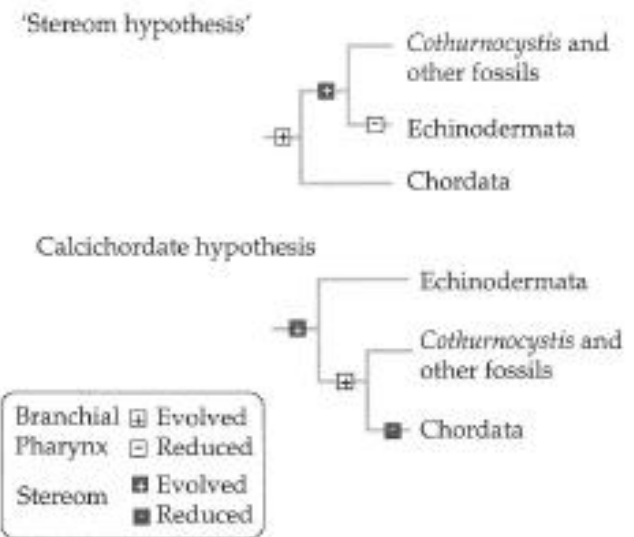 'Stereom hypothesis'
Cothurnocystis and
other fossils
Echinodermata
Chordata
Calcichordate hypothesis
Echinodermata
Cothurnocystis and
other fossils
Chordata
Branchial + Evolved
Pharynx - Reduced
Stereom + Evolved
- Reduced